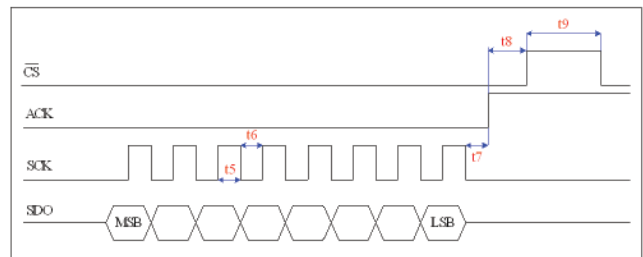 t8 t9
CS
ACK
t6
t7
SCK t5
SDO MSB LSB